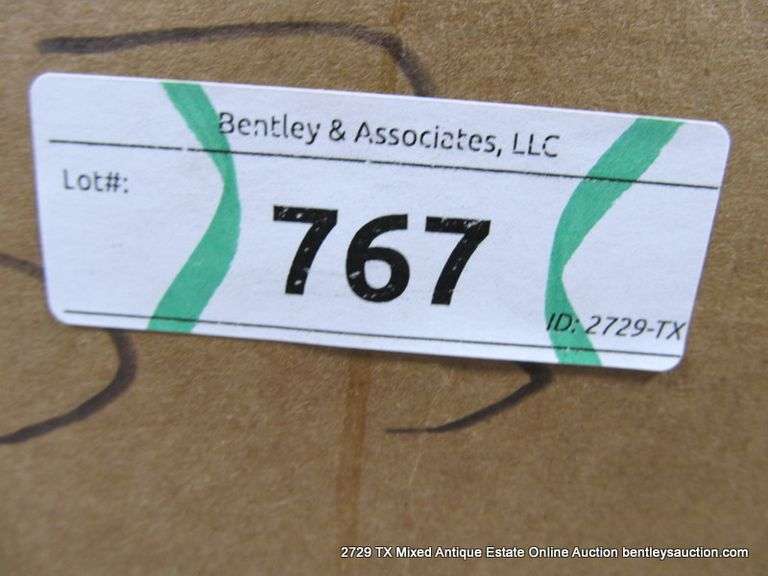 Bentley & Associates, LLC
Lot#:
767
ID: 2729-TX
2729 TX Mixed Antique Estate Online Auction bentleysauction.com